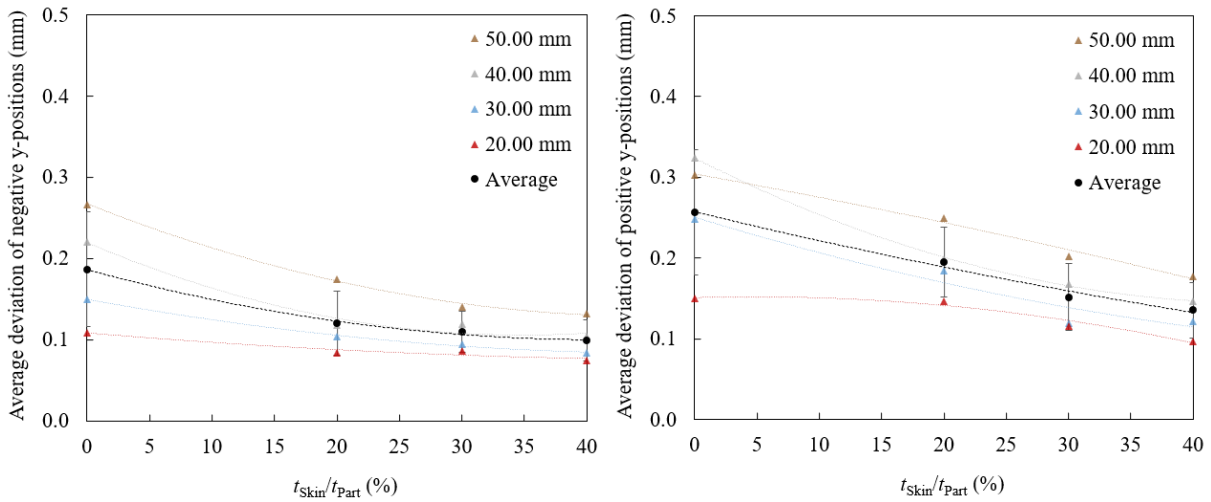 Average deviation of negative y-positions (mm)
0.5
0.4
0.3
0.2
0.1
0.0
50.00 mm
40.00 mm
30.00 mm
20.00 mm
Average
0 5 10 15 20 25 30 35 40
tSkin/tPart (%)
Average deviation of positive y-positions (mm)
0.5
0.4
0.3
0.2
0.1
0.0
50.00 mm
40.00 mm
30.00 mm
20.00 mm
Average
0 5 10 15 20 25 30 35 40
tSkin/tPart (%)